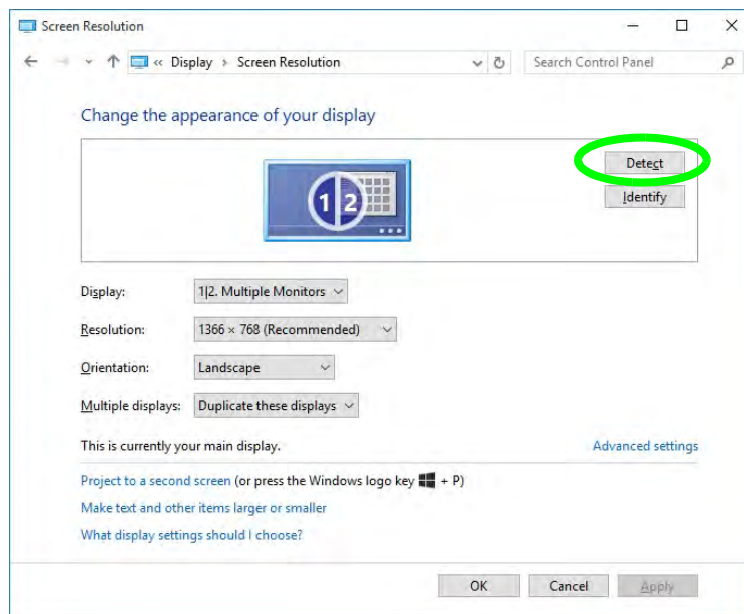 Screen Resolution
« Display › Screen Resolution
Search Control Panel
Change the appearance of your display
1 2
Detect
Identify
Display: 1|2. Multiple Monitors
Resolution: 1366 × 768 (Recommended)
Orientation: Landscape
Multiple displays: Duplicate these displays
This is currently your main display.
Advanced settings
Project to a second screen (or press the Windows logo key + P)
Make text and other items larger or smaller
What display settings should I choose?
OK Cancel Apply